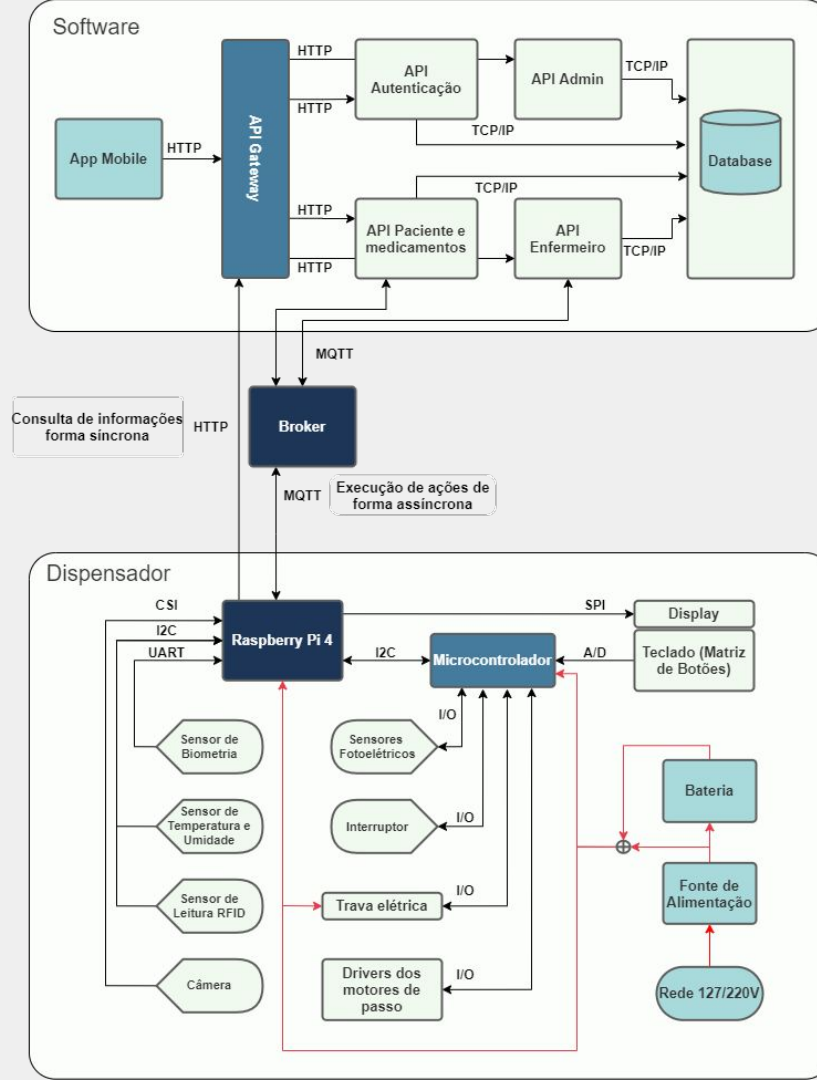 Software
HTTP
API
Autenticação
API Admin
TCP/IP
HTTP
TCP/IP
App Mobile
HTTP
API Gateway
Database
TCP/IP
HTTP
API Paciente e
medicamentos
API
Enfermeiro
HTTP
TCP/IP
MQTT
Consulta de informações
forma síncrona
HTTP
Broker
MQTT
Execução de ações de
forma assíncrona
Dispensador
CSI
I2C
UART
Raspberry Pi 4
SPI
Display
I2C
Microcontrolador
A/D
Teclado (Matriz
de Botões)
I/O
Sensor de
Biometria
Sensores
Fotoelétricos
Bateria
Sensor de
Temperatura e
Umidade
Interruptor
I/O
Fonte de
Alimentação
Sensor de
Leitura RFID
Trava elétrica
I/O
Câmera
Drivers dos
motores de
passo
I/O
Rede 127/220V